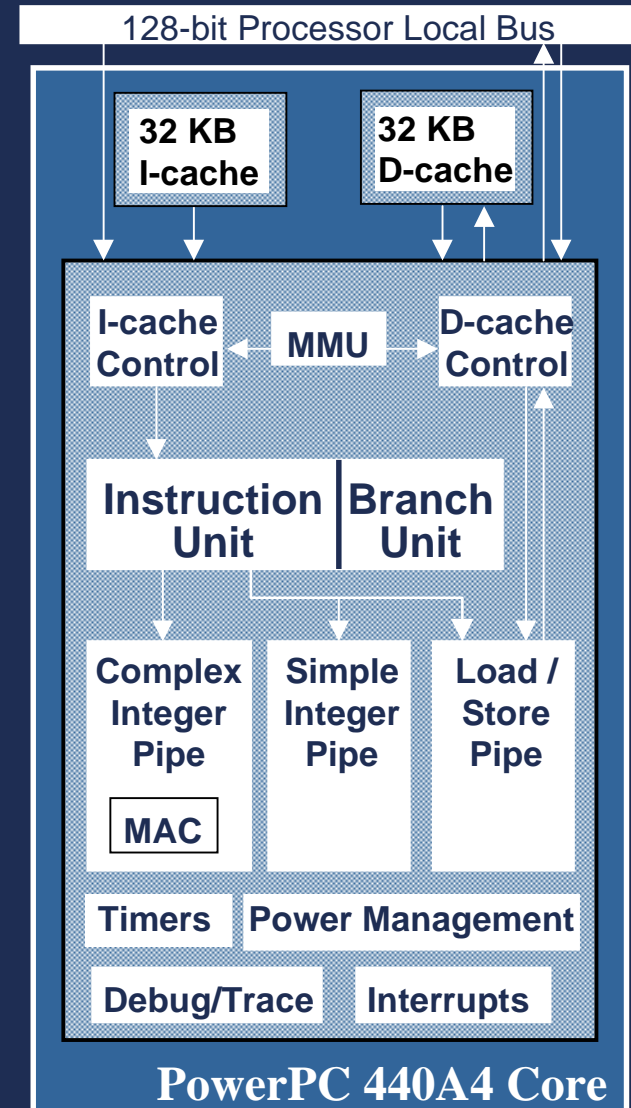 128-bit Processor Local Bus
32 KB
I-cache
32 KB
D-cache
I-cache
Control
MMU
D-cache
Control
Instruction
Unit
Branch
Unit
Complex
Integer
Pipe
MAC
Simple
Integer
Pipe
Load /
Store
Pipe
Timers
Power Management
Debug/Trace
Interrupts
PowerPC 440A4 Core